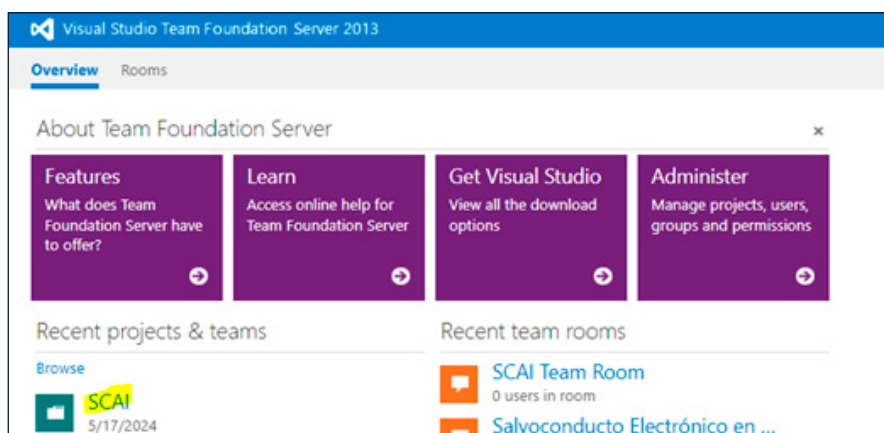 Visual Studio Team Foundation Server 2013
Overview Rooms
About Team Foundation Server
Features
What does Team
Foundation Server have
to offer?
Learn
Access online help for
Team Foundation Server
Get Visual Studio
View all the download
options
Administer
Manage projects, users,
groups and permissions
Recent projects & teams
Browse
SCAI
5/17/2024
Recent team rooms
SCAI Team Room
0 users in room
Salvoconducto Electrónico en ...